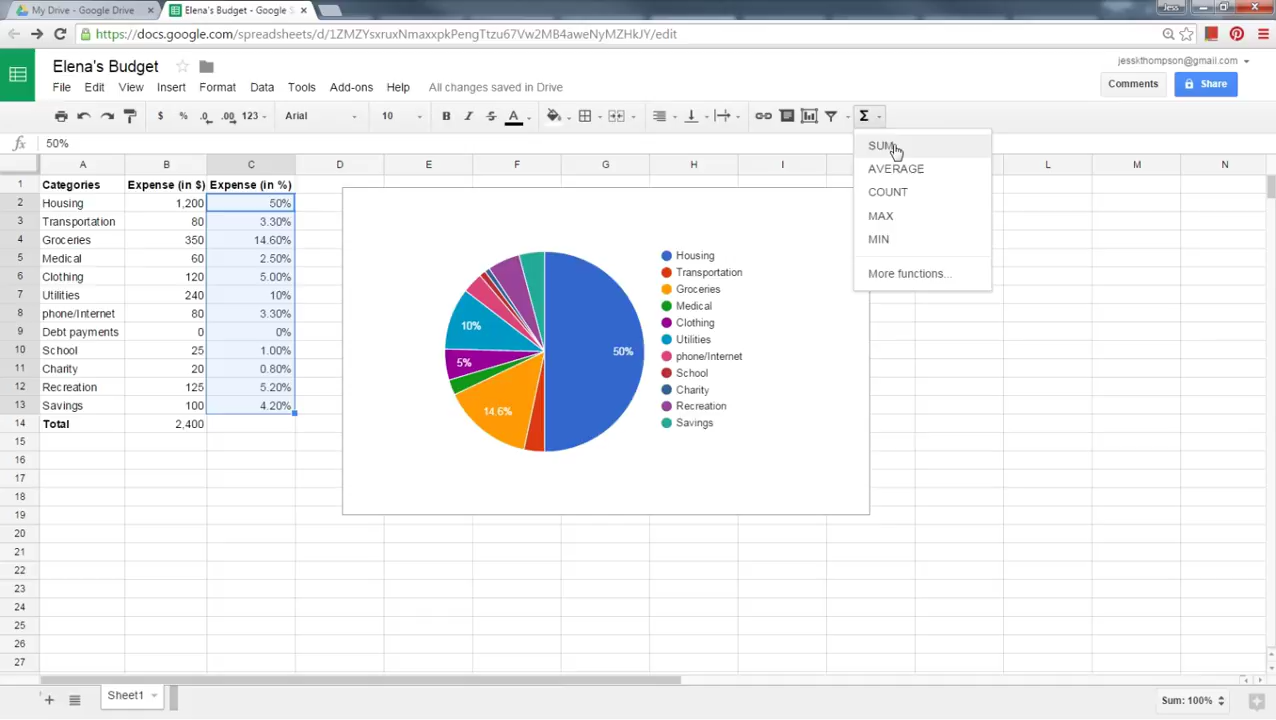 My Drive - Google Drive
Elena's Budget - Google S
Jess
https://docs.google.com/spreadsheets/d/1ZMZYsxruxNmaxxpkPengTtzu67Vw2MB4aweNyMZHkJY/edit
Elena's Budget
jesskthompson@gmail.com
File Edit View Insert Format Data Tools Add-ons Help All changes saved in Drive
Comments Share
$ % .0 .00 123 Arial 10 B I S A Σ
fx 50%
SUM
AVERAGE
COUNT
MAX
MIN
More functions...
A B C D E F G H I L M N
1 Categories Expense (in $) Expense (in %)
2 Housing 1,200 50%
3 Transportation 80 3.30%
4 Groceries 350 14.60%
5 Medical 60 2.50%
6 Clothing 120 5.00%
7 Utilities 240 10%
8 phone/Internet 80 3.30%
9 Debt payments 0 0%
10 School 25 1.00%
11 Charity 20 0.80%
12 Recreation 125 5.20%
13 Savings 100 4.20%
14 Total 2,400
15
16
17
18
19
20
21
22
23
24
25
26
27
50%
14.6%
5%
10%
Housing
Transportation
Groceries
Medical
Clothing
Utilities
phone/Internet
School
Charity
Recreation
Savings
Sheet1
Sum: 100%